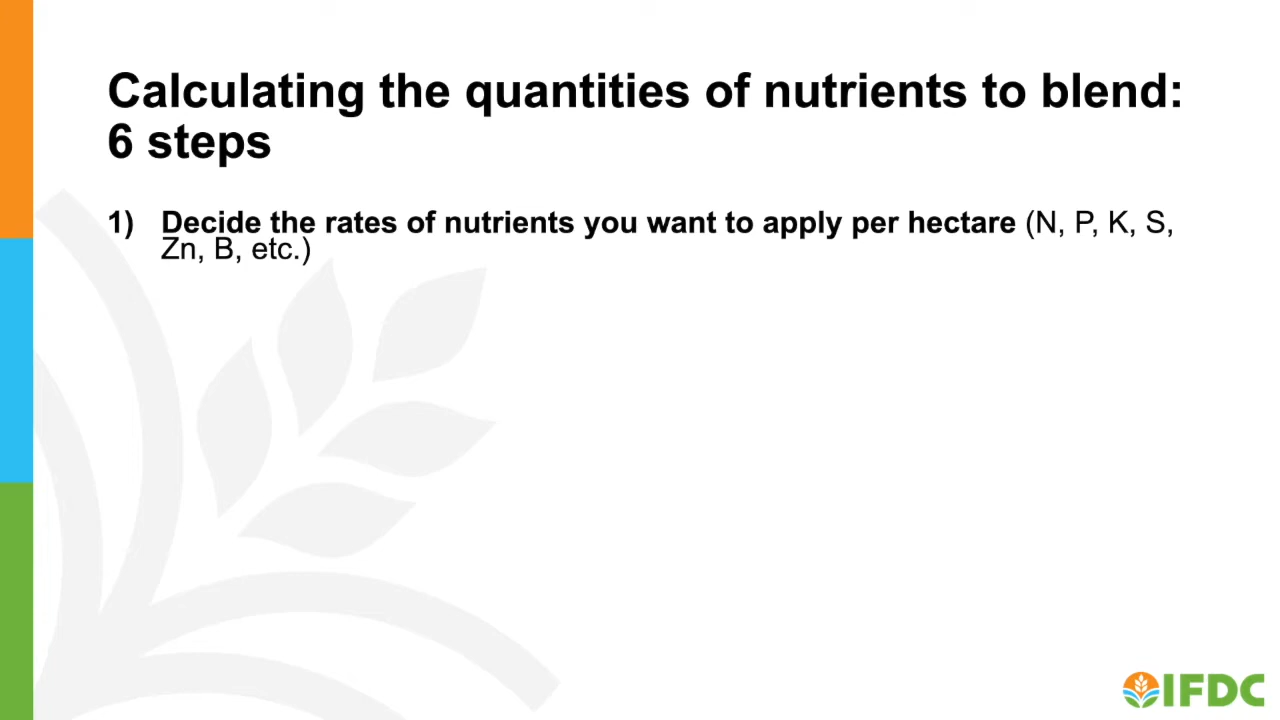 Calculating the quantities of nutrients to blend:
6 steps
1) Decide the rates of nutrients you want to apply per hectare (N, P, K, S,
Zn, B, etc.)
IFDC